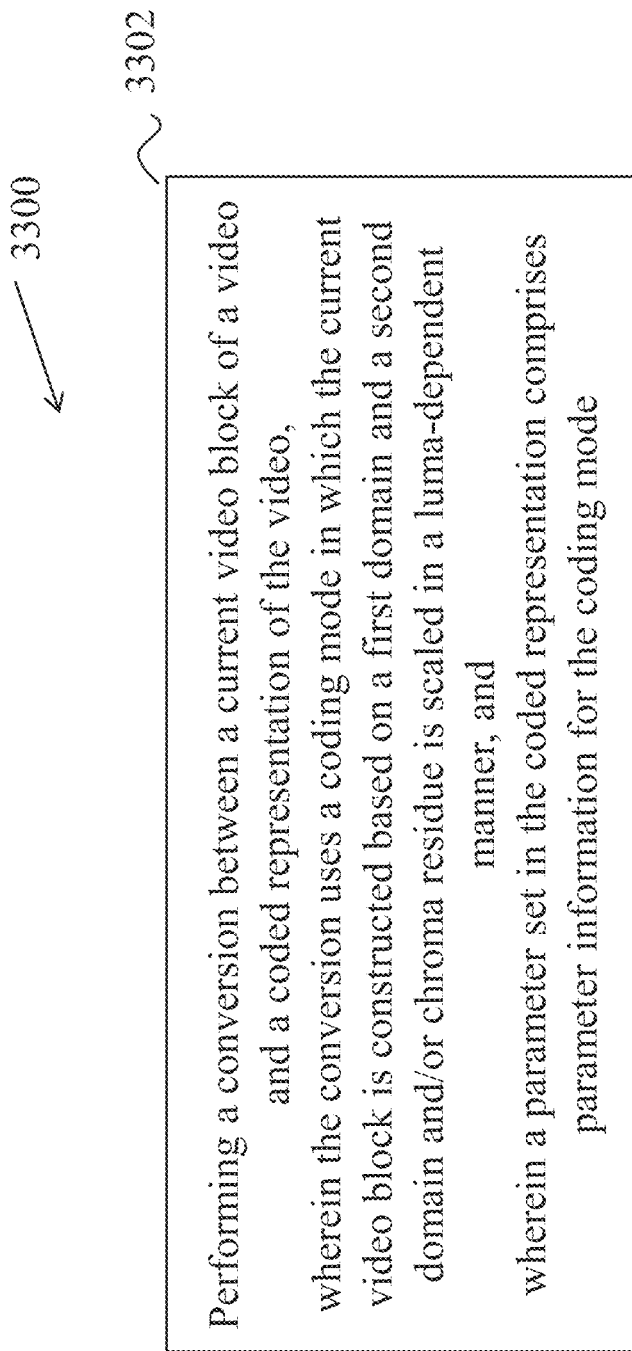 3300
3302
Performing a conversion between a current video block of a video
and a coded representation of the video,
wherein the conversion uses a coding mode in which the current
video block is constructed based on a first domain and a second
domain and/or chroma residue is scaled in a luma-dependent
manner, and
wherein a parameter set in the coded representation comprises
parameter information for the coding mode